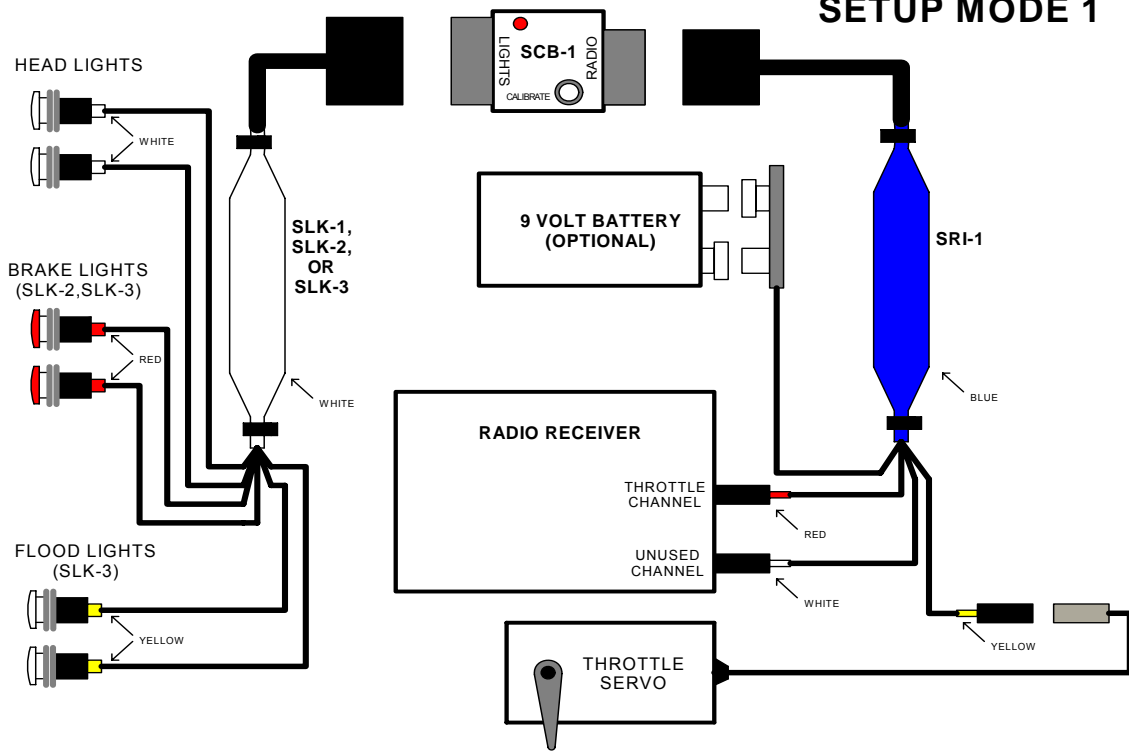 SETUP MODE 1
HEAD LIGHTS
WHITE
LIGHTS
SCB-1
RADIO
CALIBRATE
9 VOLT BATTERY
(OPTIONAL)
SLK-1,
SLK-2,
OR
SLK-3
SRI-1
BRAKE LIGHTS
(SLK-2,SLK-3)
RED
WHITE
BLUE
RADIO RECEIVER
THROTTLE
CHANNEL
RED
UNUSED
CHANNEL
WHITE
FLOOD LIGHTS
(SLK-3)
YELLOW
YELLOW
THROTTLE
SERVO